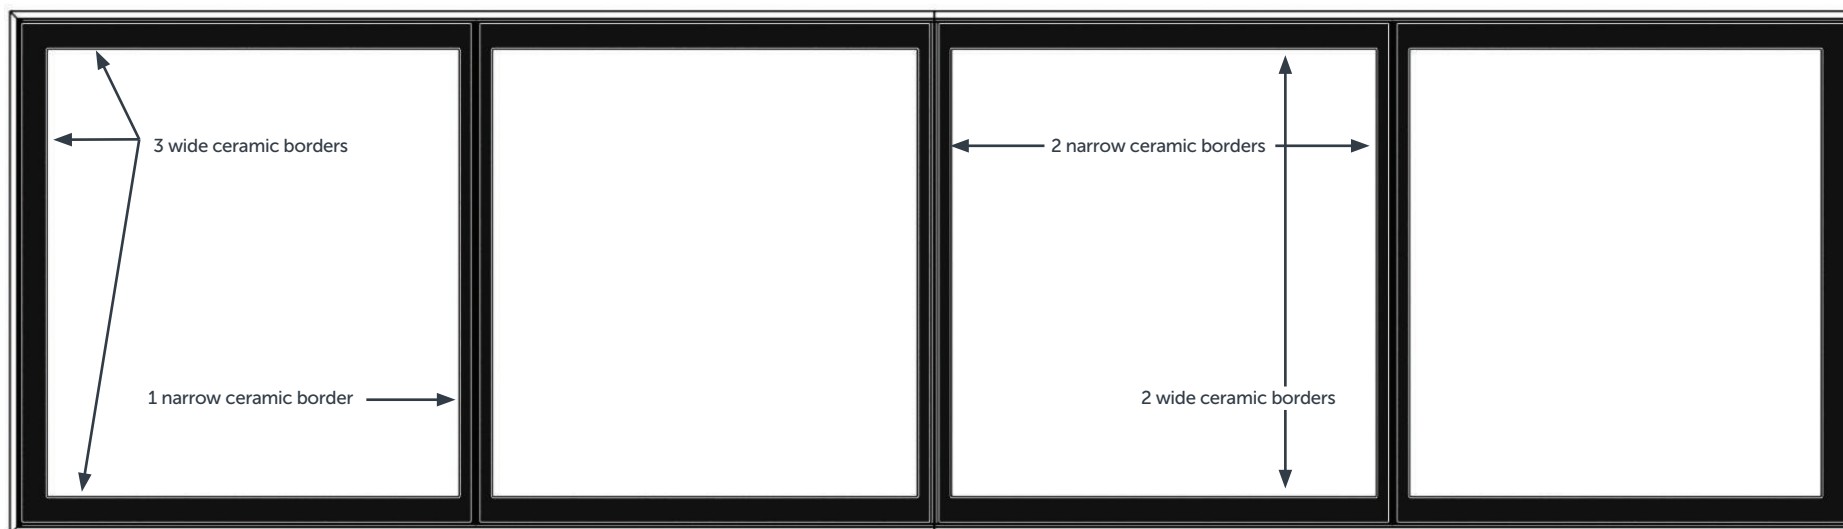 3 wide ceramic borders
2 narrow ceramic borders
1 narrow ceramic border
2 wide ceramic borders